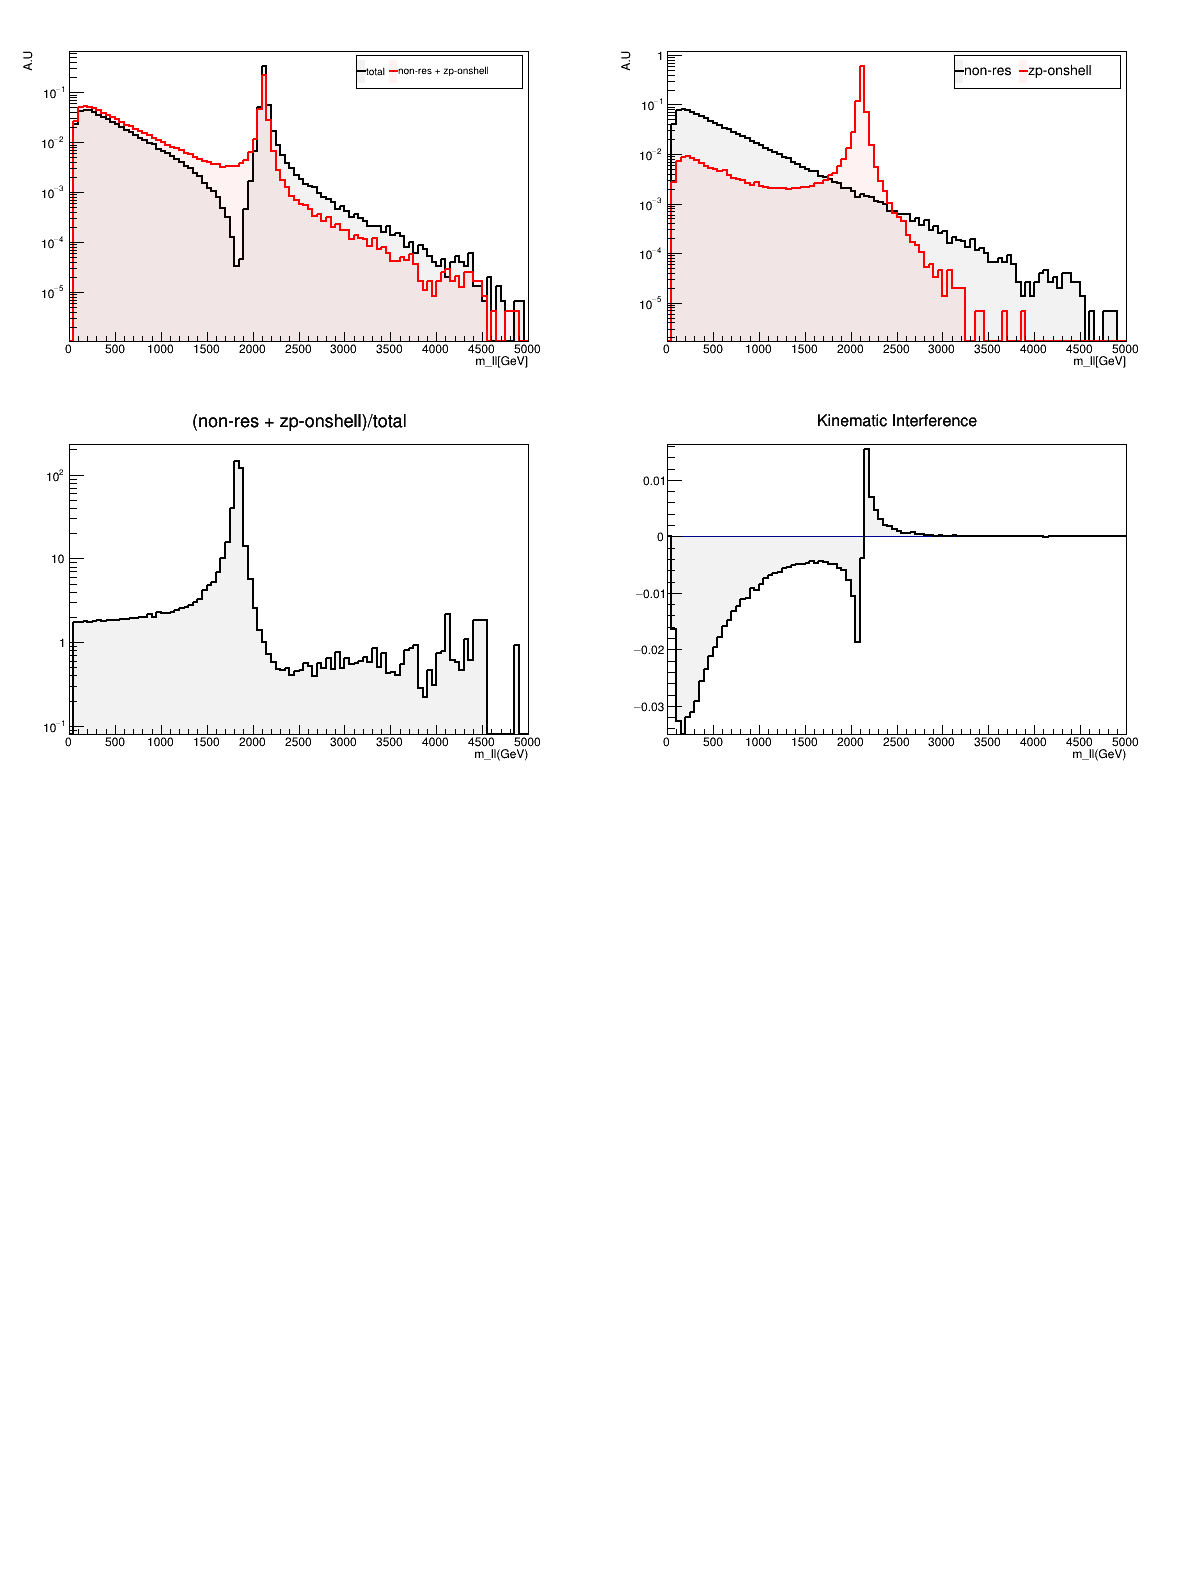 A.U
total non-res + zp-onshell
10⁻¹
10⁻²
10⁻³
10⁻⁴
10⁻⁵
0 500 1000 1500 2000 2500 3000 3500 4000 4500 5000
m_ll[GeV]
A.U
non-res zp-onshell
1
10⁻¹
10⁻²
10⁻³
10⁻⁴
10⁻⁵
0 500 1000 1500 2000 2500 3000 3500 4000 4500 5000
m_ll[GeV]
(non-res + zp-onshell)/total
10²
10
1
10⁻¹
0 500 1000 1500 2000 2500 3000 3500 4000 4500 5000
m_ll(GeV)
Kinematic Interference
0.01
0
−0.01
−0.02
−0.03
0 500 1000 1500 2000 2500 3000 3500 4000 4500 5000
m_ll(GeV)